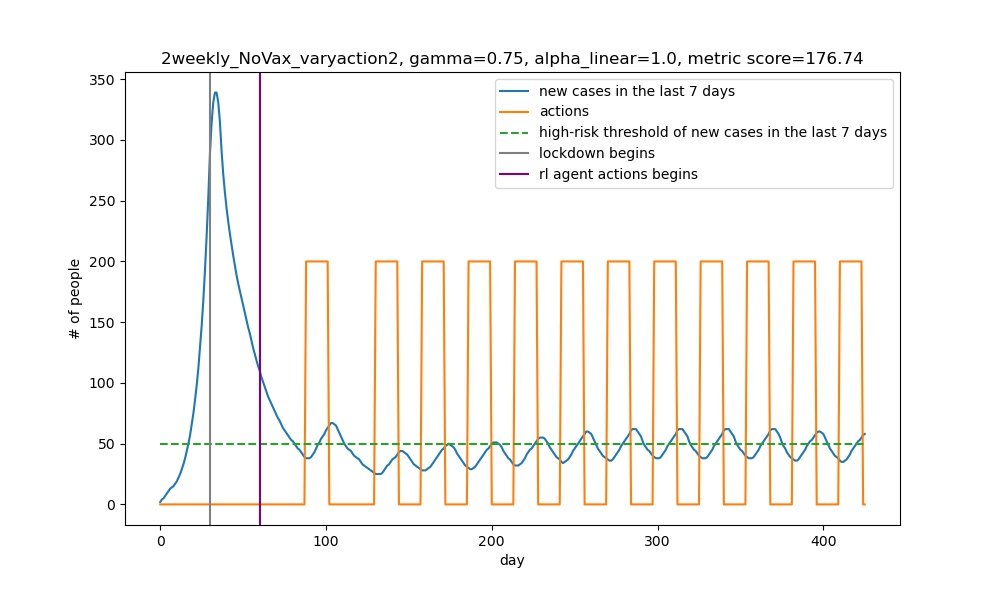 2weekly_NoVax_varyaction2, gamma=0.75, alpha_linear=1.0, metric score=176.74
new cases in the last 7 days
actions
high-risk threshold of new cases in the last 7 days
lockdown begins
rl agent actions begins
# of people
350
300
250
200
150
100
50
0
0 100 200 300 400
day